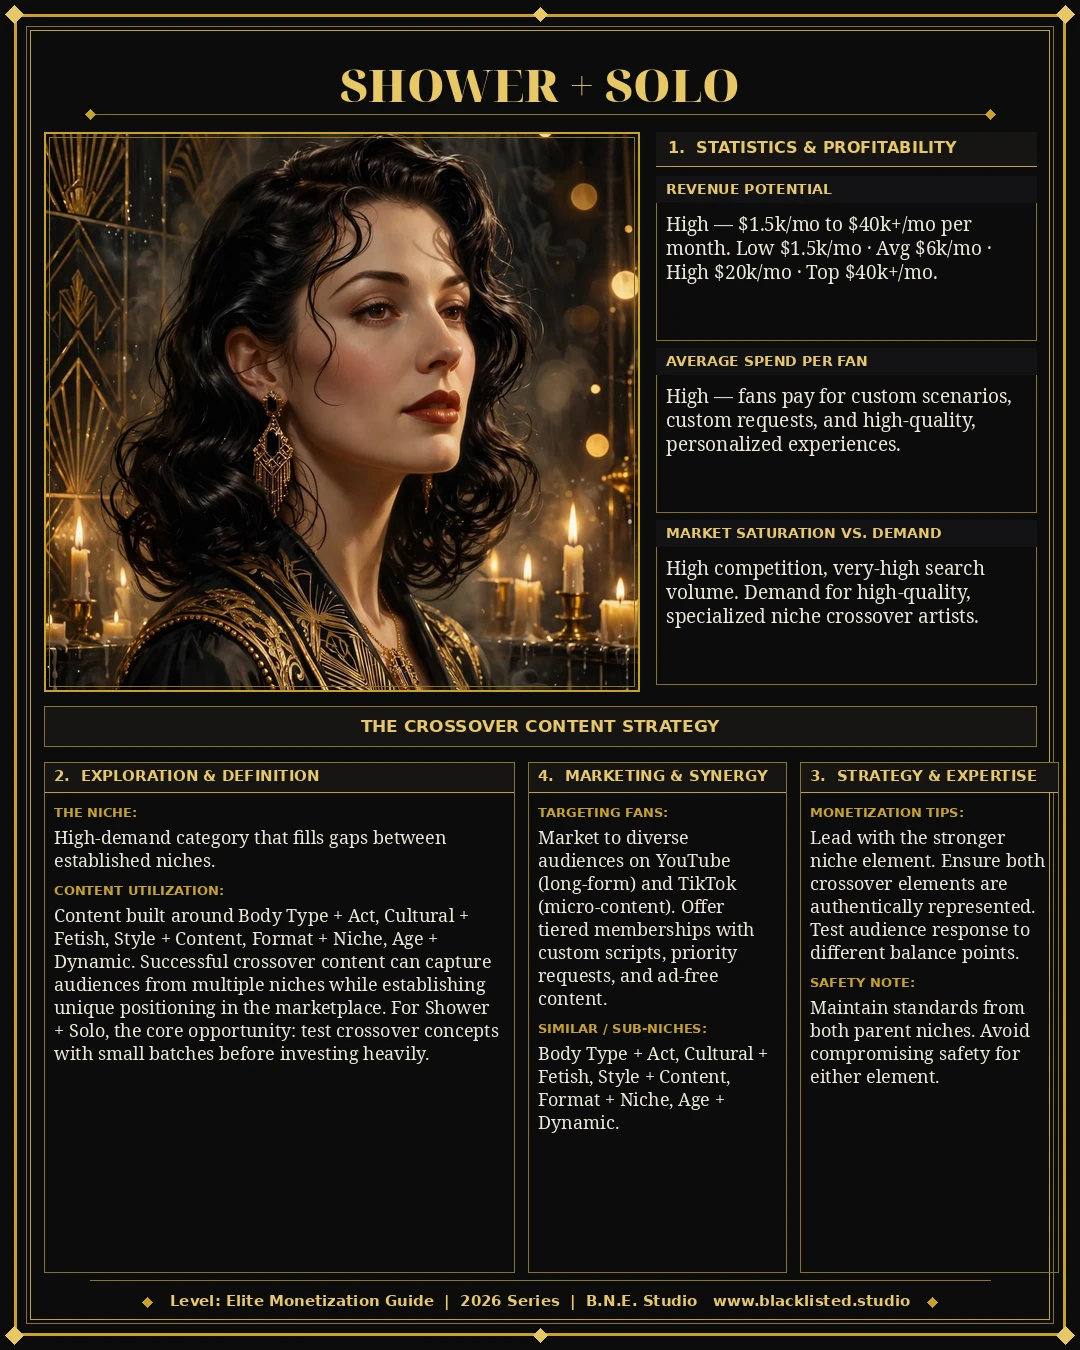 SHOWER + SOLO
1. STATISTICS & PROFITABILITY
REVENUE POTENTIAL
High — $1.5k/mo to $40k+/mo per
month. Low $1.5k/mo · Avg $6k/mo ·
High $20k/mo · Top $40k+/mo.
AVERAGE SPEND PER FAN
High — fans pay for custom scenarios,
custom requests, and high-quality,
personalized experiences.
MARKET SATURATION VS. DEMAND
High competition, very-high search
volume. Demand for high-quality,
specialized niche crossover artists.
THE CROSSOVER CONTENT STRATEGY
2. EXPLORATION & DEFINITION
THE NICHE:
High-demand category that fills gaps between
established niches.
CONTENT UTILIZATION:
Content built around Body Type + Act, Cultural +
Fetish, Style + Content, Format + Niche, Age +
Dynamic. Successful crossover content can capture
audiences from multiple niches while establishing
unique positioning in the marketplace. For Shower
+ Solo, the core opportunity: test crossover concepts
with small batches before investing heavily.
4. MARKETING & SYNERGY
TARGETING FANS:
Market to diverse
audiences on YouTube
(long-form) and TikTok
(micro-content). Offer
tiered memberships with
custom scripts, priority
requests, and ad-free
content.
SIMILAR / SUB-NICHES:
Body Type + Act, Cultural +
Fetish, Style + Content,
Format + Niche, Age +
Dynamic.
3. STRATEGY & EXPERTISE
MONETIZATION TIPS:
Lead with the stronger
niche element. Ensure both
crossover elements are
authentically represented.
Test audience response to
different balance points.
SAFETY NOTE:
Maintain standards from
both parent niches. Avoid
compromising safety for
either element.
Level: Elite Monetization Guide | 2026 Series | B.N.E. Studio www.blacklisted.studio